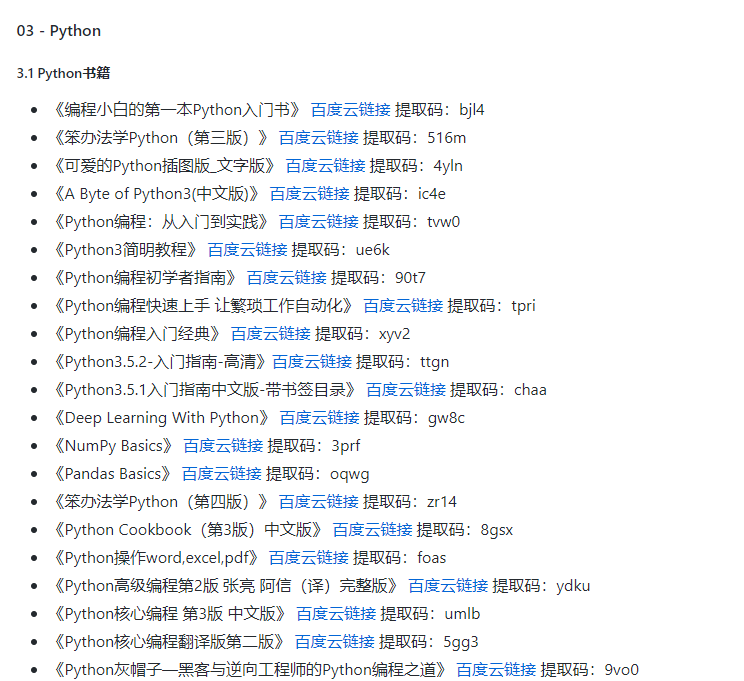 03 - Python
3.1 Python书籍
《编程小白的第一本Python入门书》 百度云链接 提取码：bjl4
《笨办法学Python（第三版）》 百度云链接 提取码：516m
《可爱的Python插图版_文字版》 百度云链接 提取码：4yln
《A Byte of Python3(中文版)》 百度云链接 提取码：ic4e
《Python编程：从入门到实践》 百度云链接 提取码：tvw0
《Python3简明教程》 百度云链接 提取码：ue6k
《Python编程初学者指南》 百度云链接 提取码：90t7
《Python编程快速上手 让繁琐工作自动化》 百度云链接 提取码：tpri
《Python编程入门经典》 百度云链接 提取码：xyv2
《Python3.5.2-入门指南-高清》百度云链接 提取码：ttgn
《Python3.5.1入门指南中文版-带书签目录》 百度云链接 提取码：chaa
《Deep Learning With Python》 百度云链接 提取码：gw8c
《NumPy Basics》 百度云链接 提取码：3prf
《Pandas Basics》 百度云链接 提取码：oqwg
《笨办法学Python（第四版）》 百度云链接 提取码：zr14
《Python Cookbook（第3版）中文版》 百度云链接 提取码：8gsx
《Python操作word,excel,pdf》 百度云链接 提取码：foas
《Python高级编程第2版 张亮 阿信（译）完整版》 百度云链接 提取码：ydku
《Python核心编程 第3版 中文版》 百度云链接 提取码：umlb
《Python核心编程翻译版第二版》 百度云链接 提取码：5gg3
《Python灰帽子—黑客与逆向工程师的Python编程之道》 百度云链接 提取码：9vo0